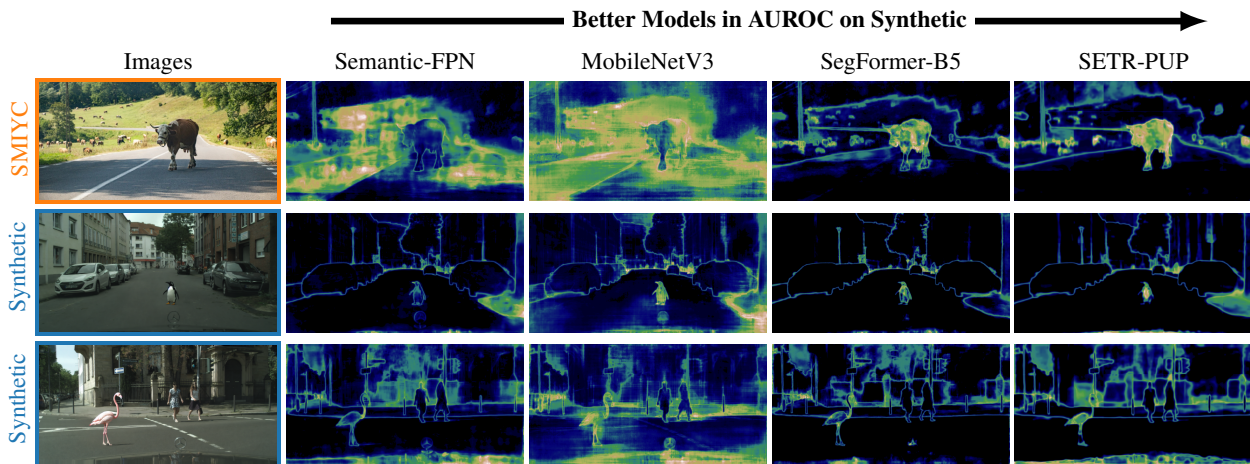 Better Models in AUROC on Synthetic
Images Semantic-FPN MobileNetV3 SegFormer-B5 SETR-PUP
SMIYC
Synthetic
Synthetic